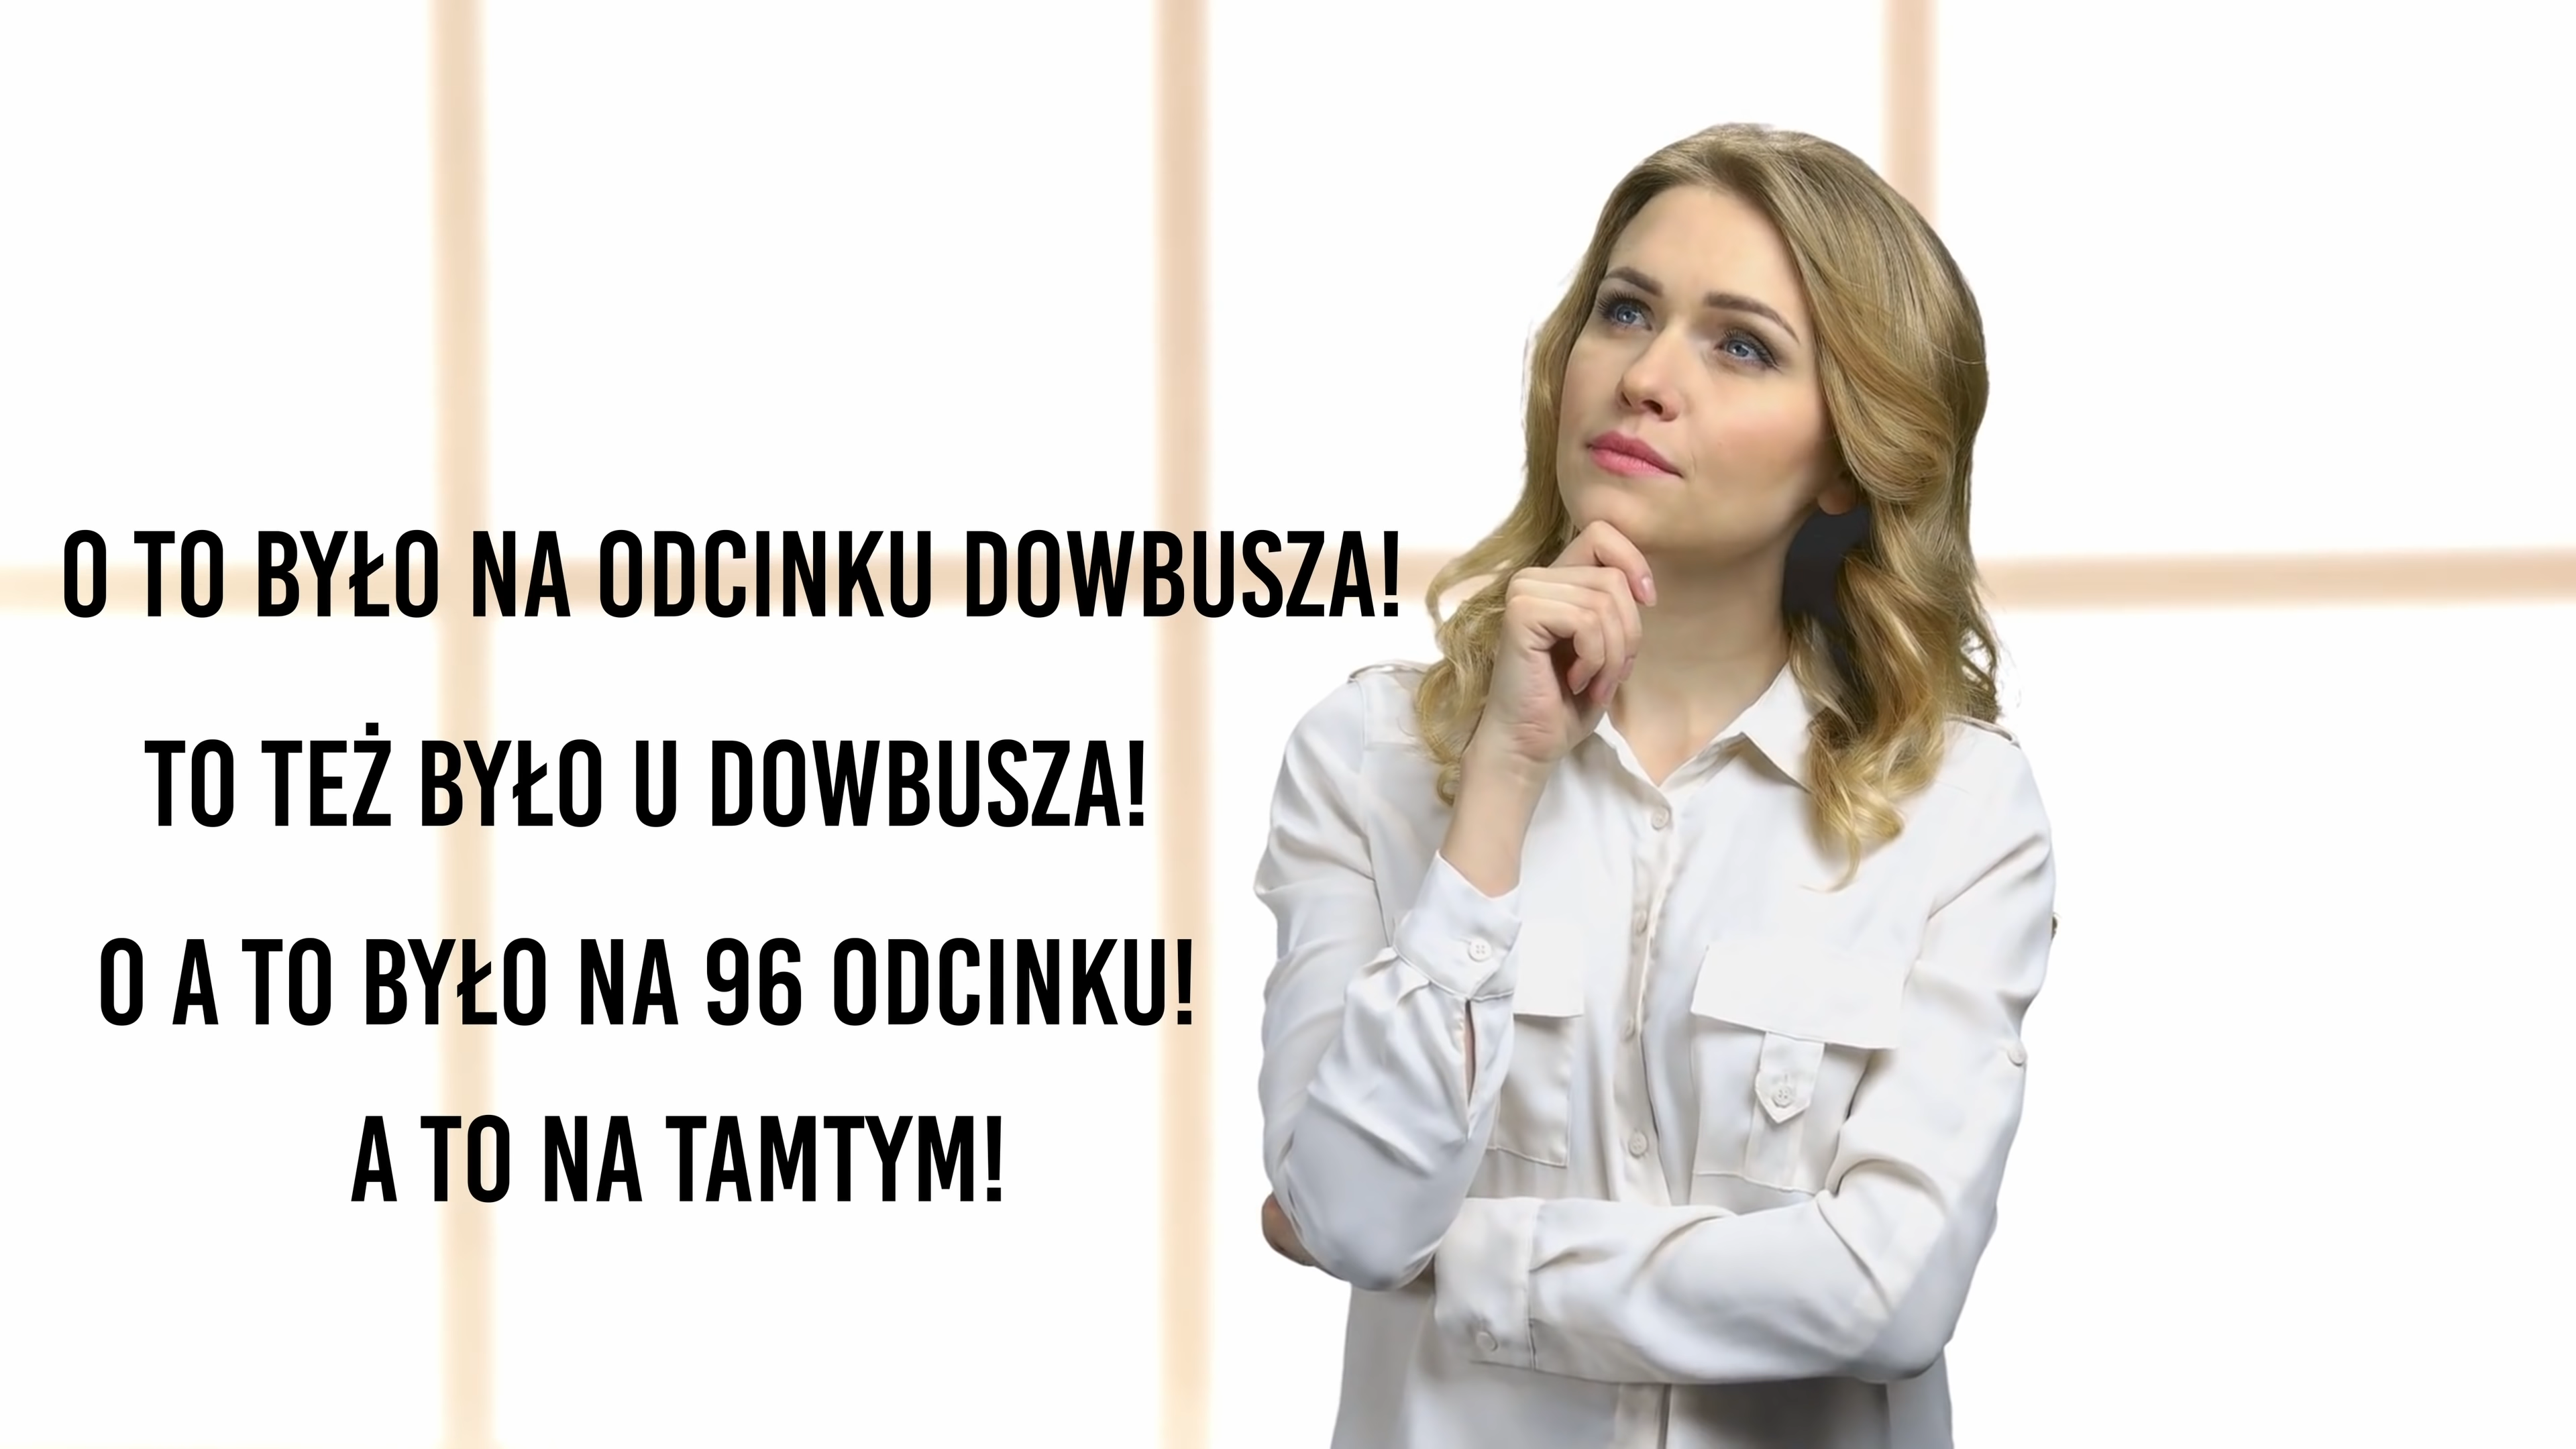 O TO BYŁO NA ODCINKU DOWBUSZA!
TO TEŻ BYŁO U DOWBUSZA!
O A TO BYŁO NA 96 ODCINKU!
A TO NA TAMTYM!